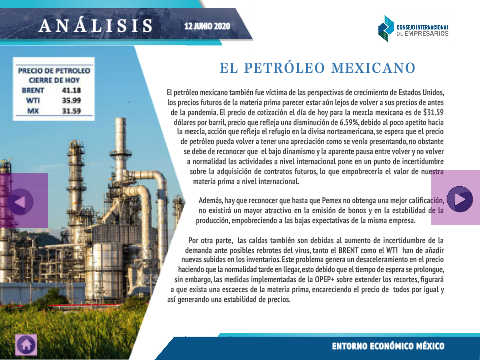 ANÁLISIS
12 JUNIO 2020
CONSEJO INTERNACIONAL
DE EMPRESARIOS
PRECIO DE PETROLEO
CIERRE DE HOY
BRENT 41.18
WTI 35.99
MX 31.59
EL PETRÓLEO MEXICANO
El petróleo mexicano también fue víctima de las perspectivas de crecimiento de Estados Unidos,
los precios futuros de la materia prima parecer estar aún lejos de volver a sus precios de antes
de la pandemia. El precio de cotización el día de hoy para la mezcla mexicana es de $31,59
dólares por barril, precio que refleja una disminución de 6.59%, debido al poco apetito hacia
la mezcla, acción que refleja el refugio en la divisa norteamericana, se espera que el precio
de petróleo pueda volver a tener una apreciación como se venía presentando, no obstante
se debe de reconocer que el bajo dinamismo y la aparente pausa entre volver y no volver
a normalidad las actividades a nivel internacional pone en un punto de incertidumbre
sobre la adquisición de contratos futuros, lo que empobrecería el valor de nuestra
materia prima a nivel internacional.
Además, hay que reconocer que hasta que Pemex no obtenga una mejor calificación,
no existirá un mayor atractivo en la emisión de bonos y en la estabilidad de la
producción, empobreciendo a las bajas expectativas de la misma empresa.
Por otra parte, las caídas también son debidas al aumento de incertidumbre de la
demanda ante posibles rebrotes del virus, tanto el BRENT como el WTI han de añadir
nuevas subidas en los inventarios. Este problema genera un desaceleramiento en el precio
haciendo que la normalidad tarde en llegar, esto debido que el tiempo de espera se prolongue,
sin embargo, las medidas implementadas de la OPEP+ sobre extender los recortes, figurará
a que exista una escaeces de la materia prima, encareciendo el precio de todos por igual y
así generando una estabilidad de precios.
ENTORNO ECONÓMICO MÉXICO